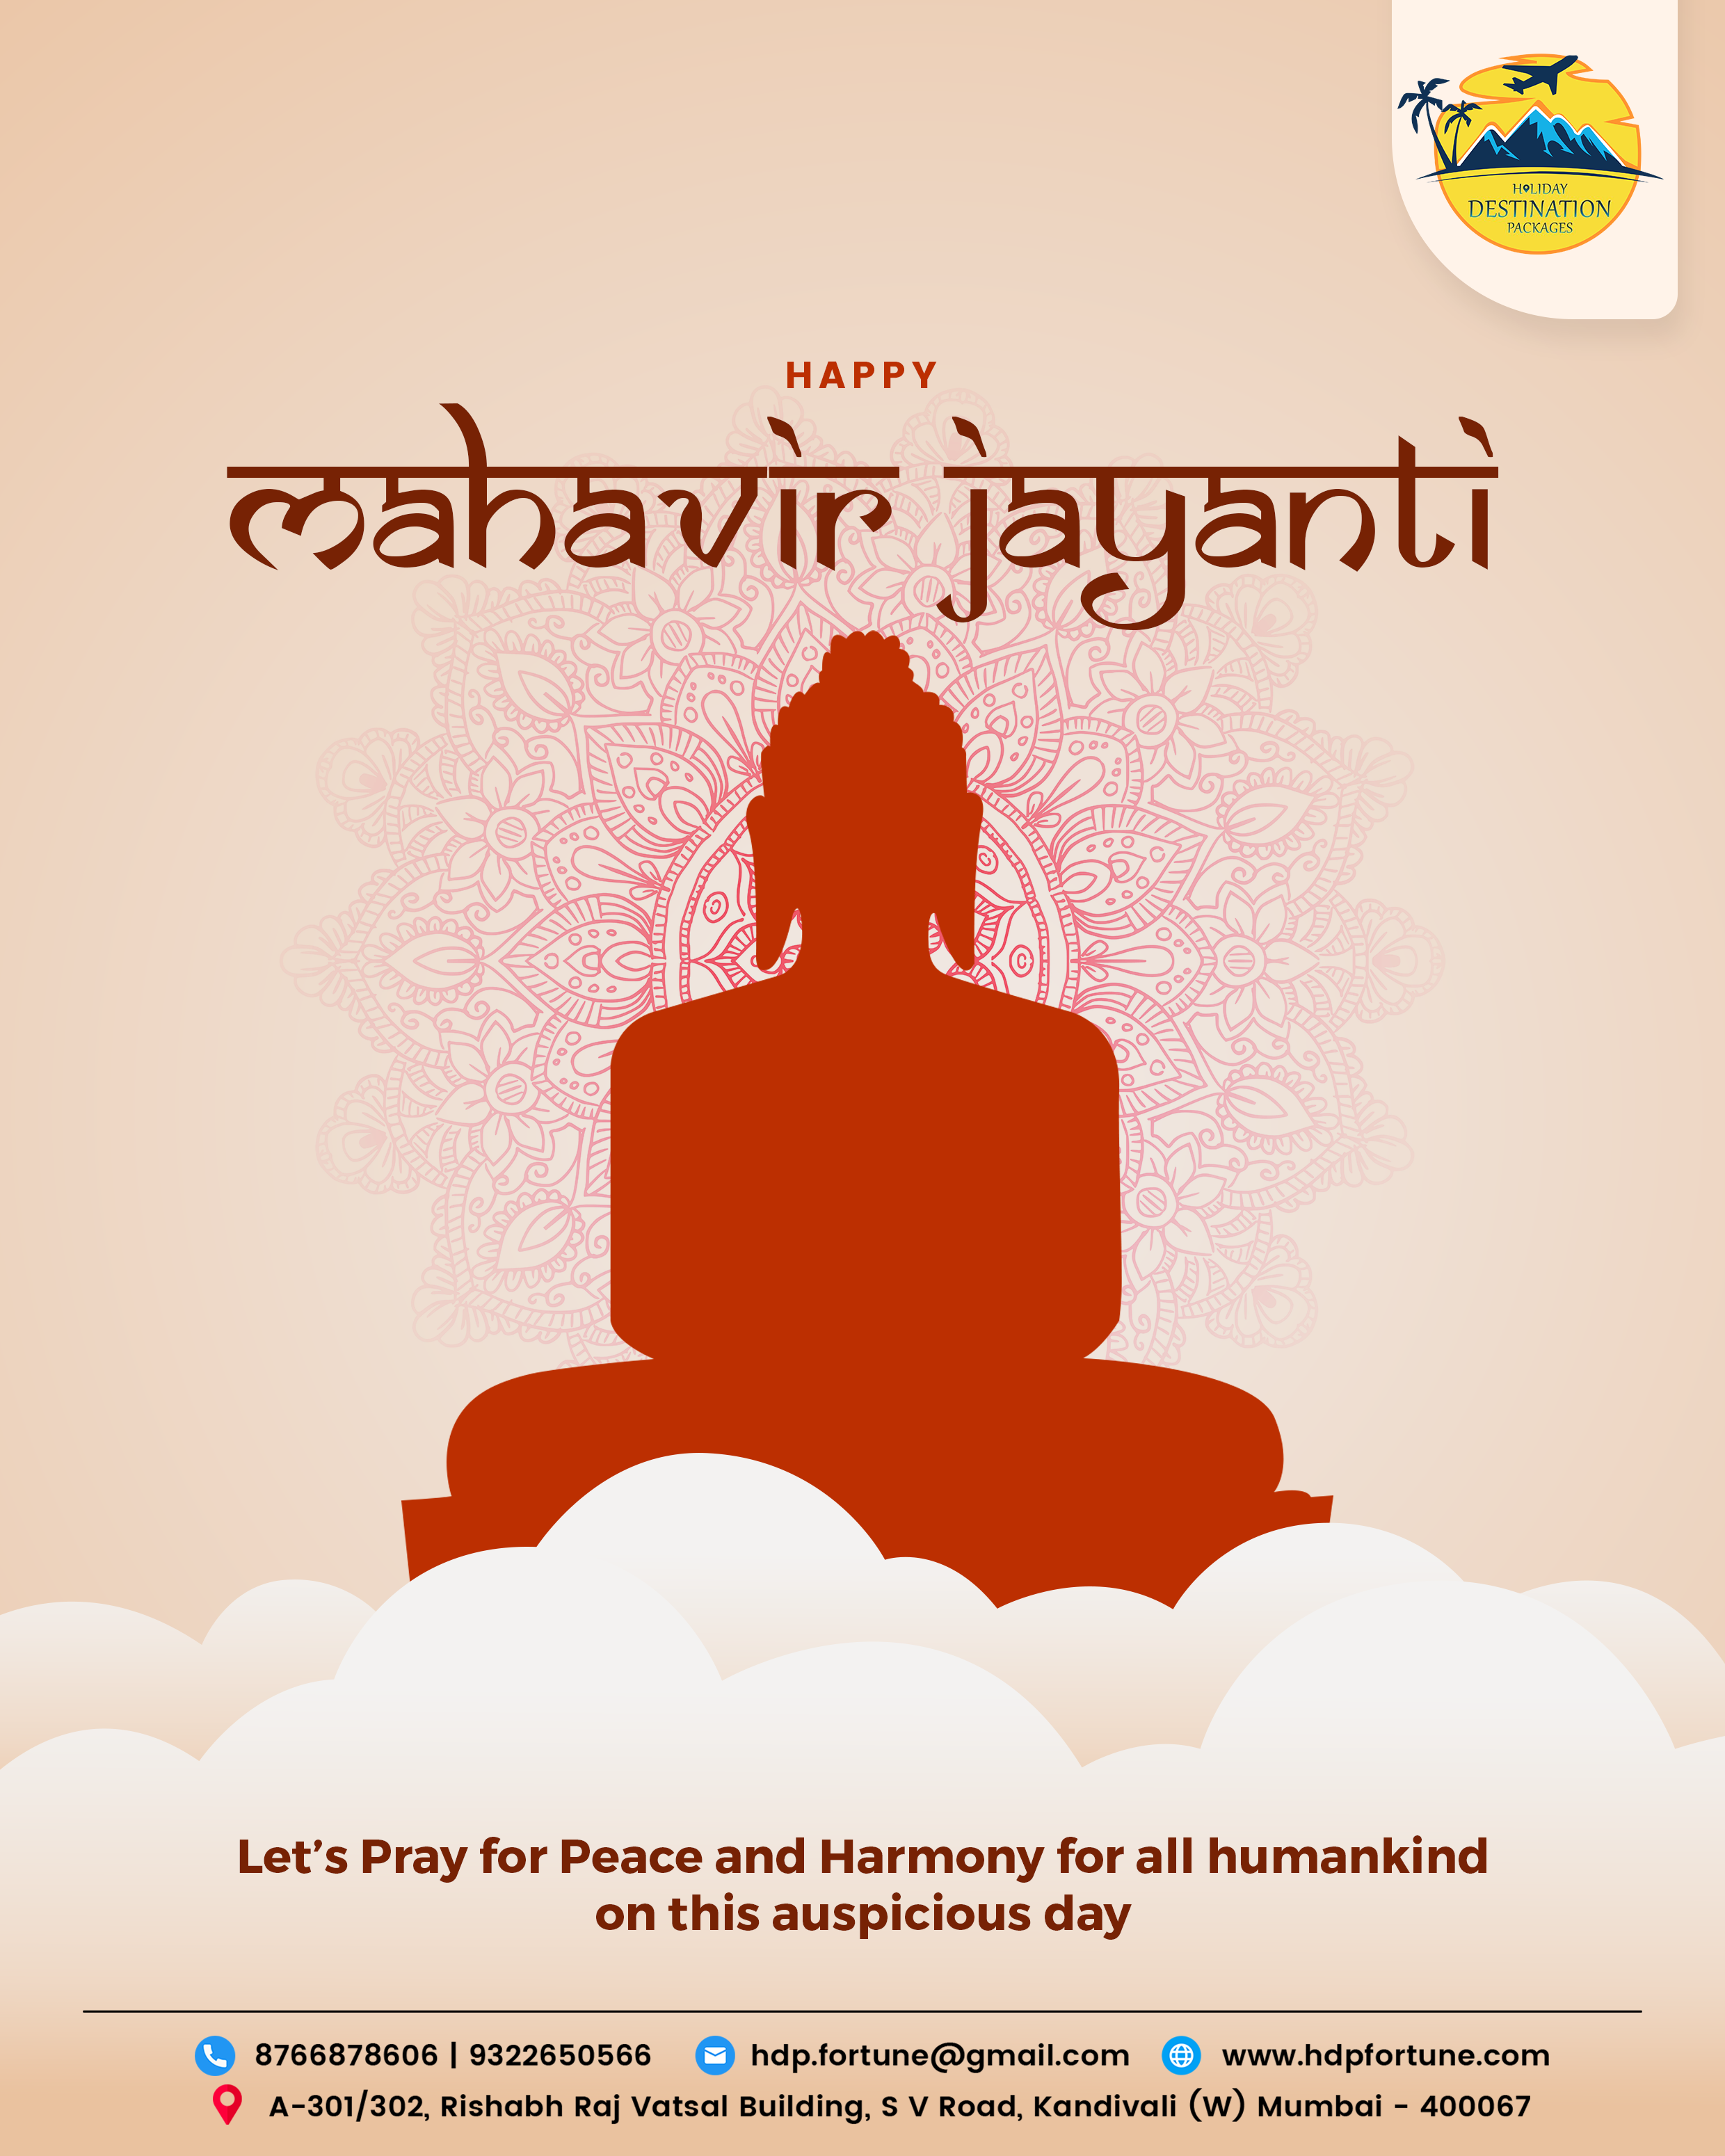 HOLIDAY
DESTINATION
PACKAGES
HAPPY
mahavir jayanti
Let’s Pray for Peace and Harmony for all humankind
on this auspicious day
8766878606 | 9322650566 hdp.fortune@gmail.com www.hdpfortune.com
A-301/302, Rishabh Raj Vatsal Building, S V Road, Kandivali (W) Mumbai - 400067